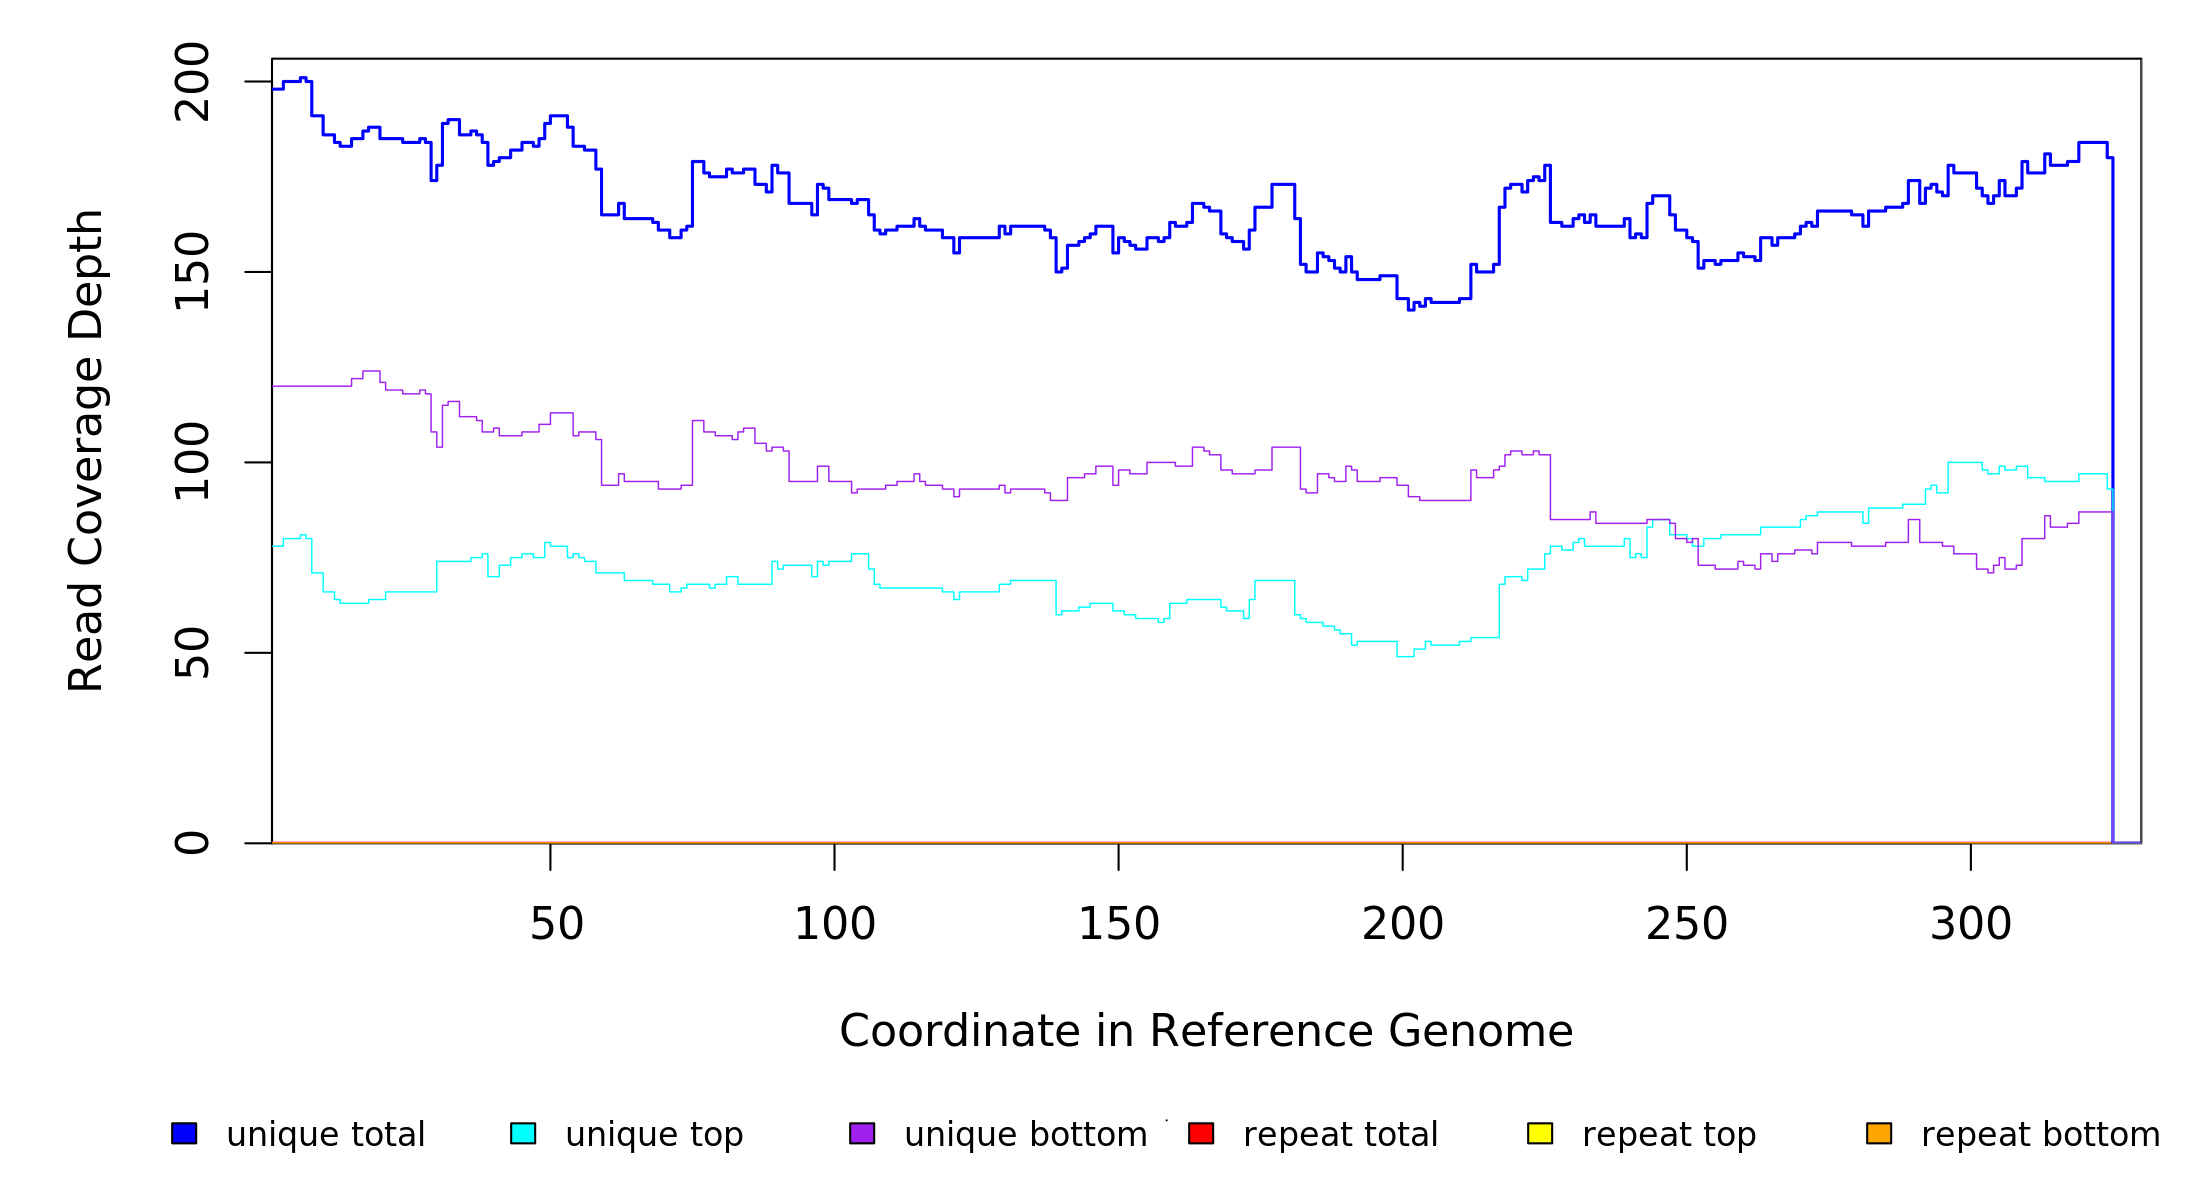 Read Coverage Depth
200
150
100
50
0
50 100 150 200 250 300
Coordinate in Reference Genome
unique total unique top unique bottom repeat total repeat top repeat bottom